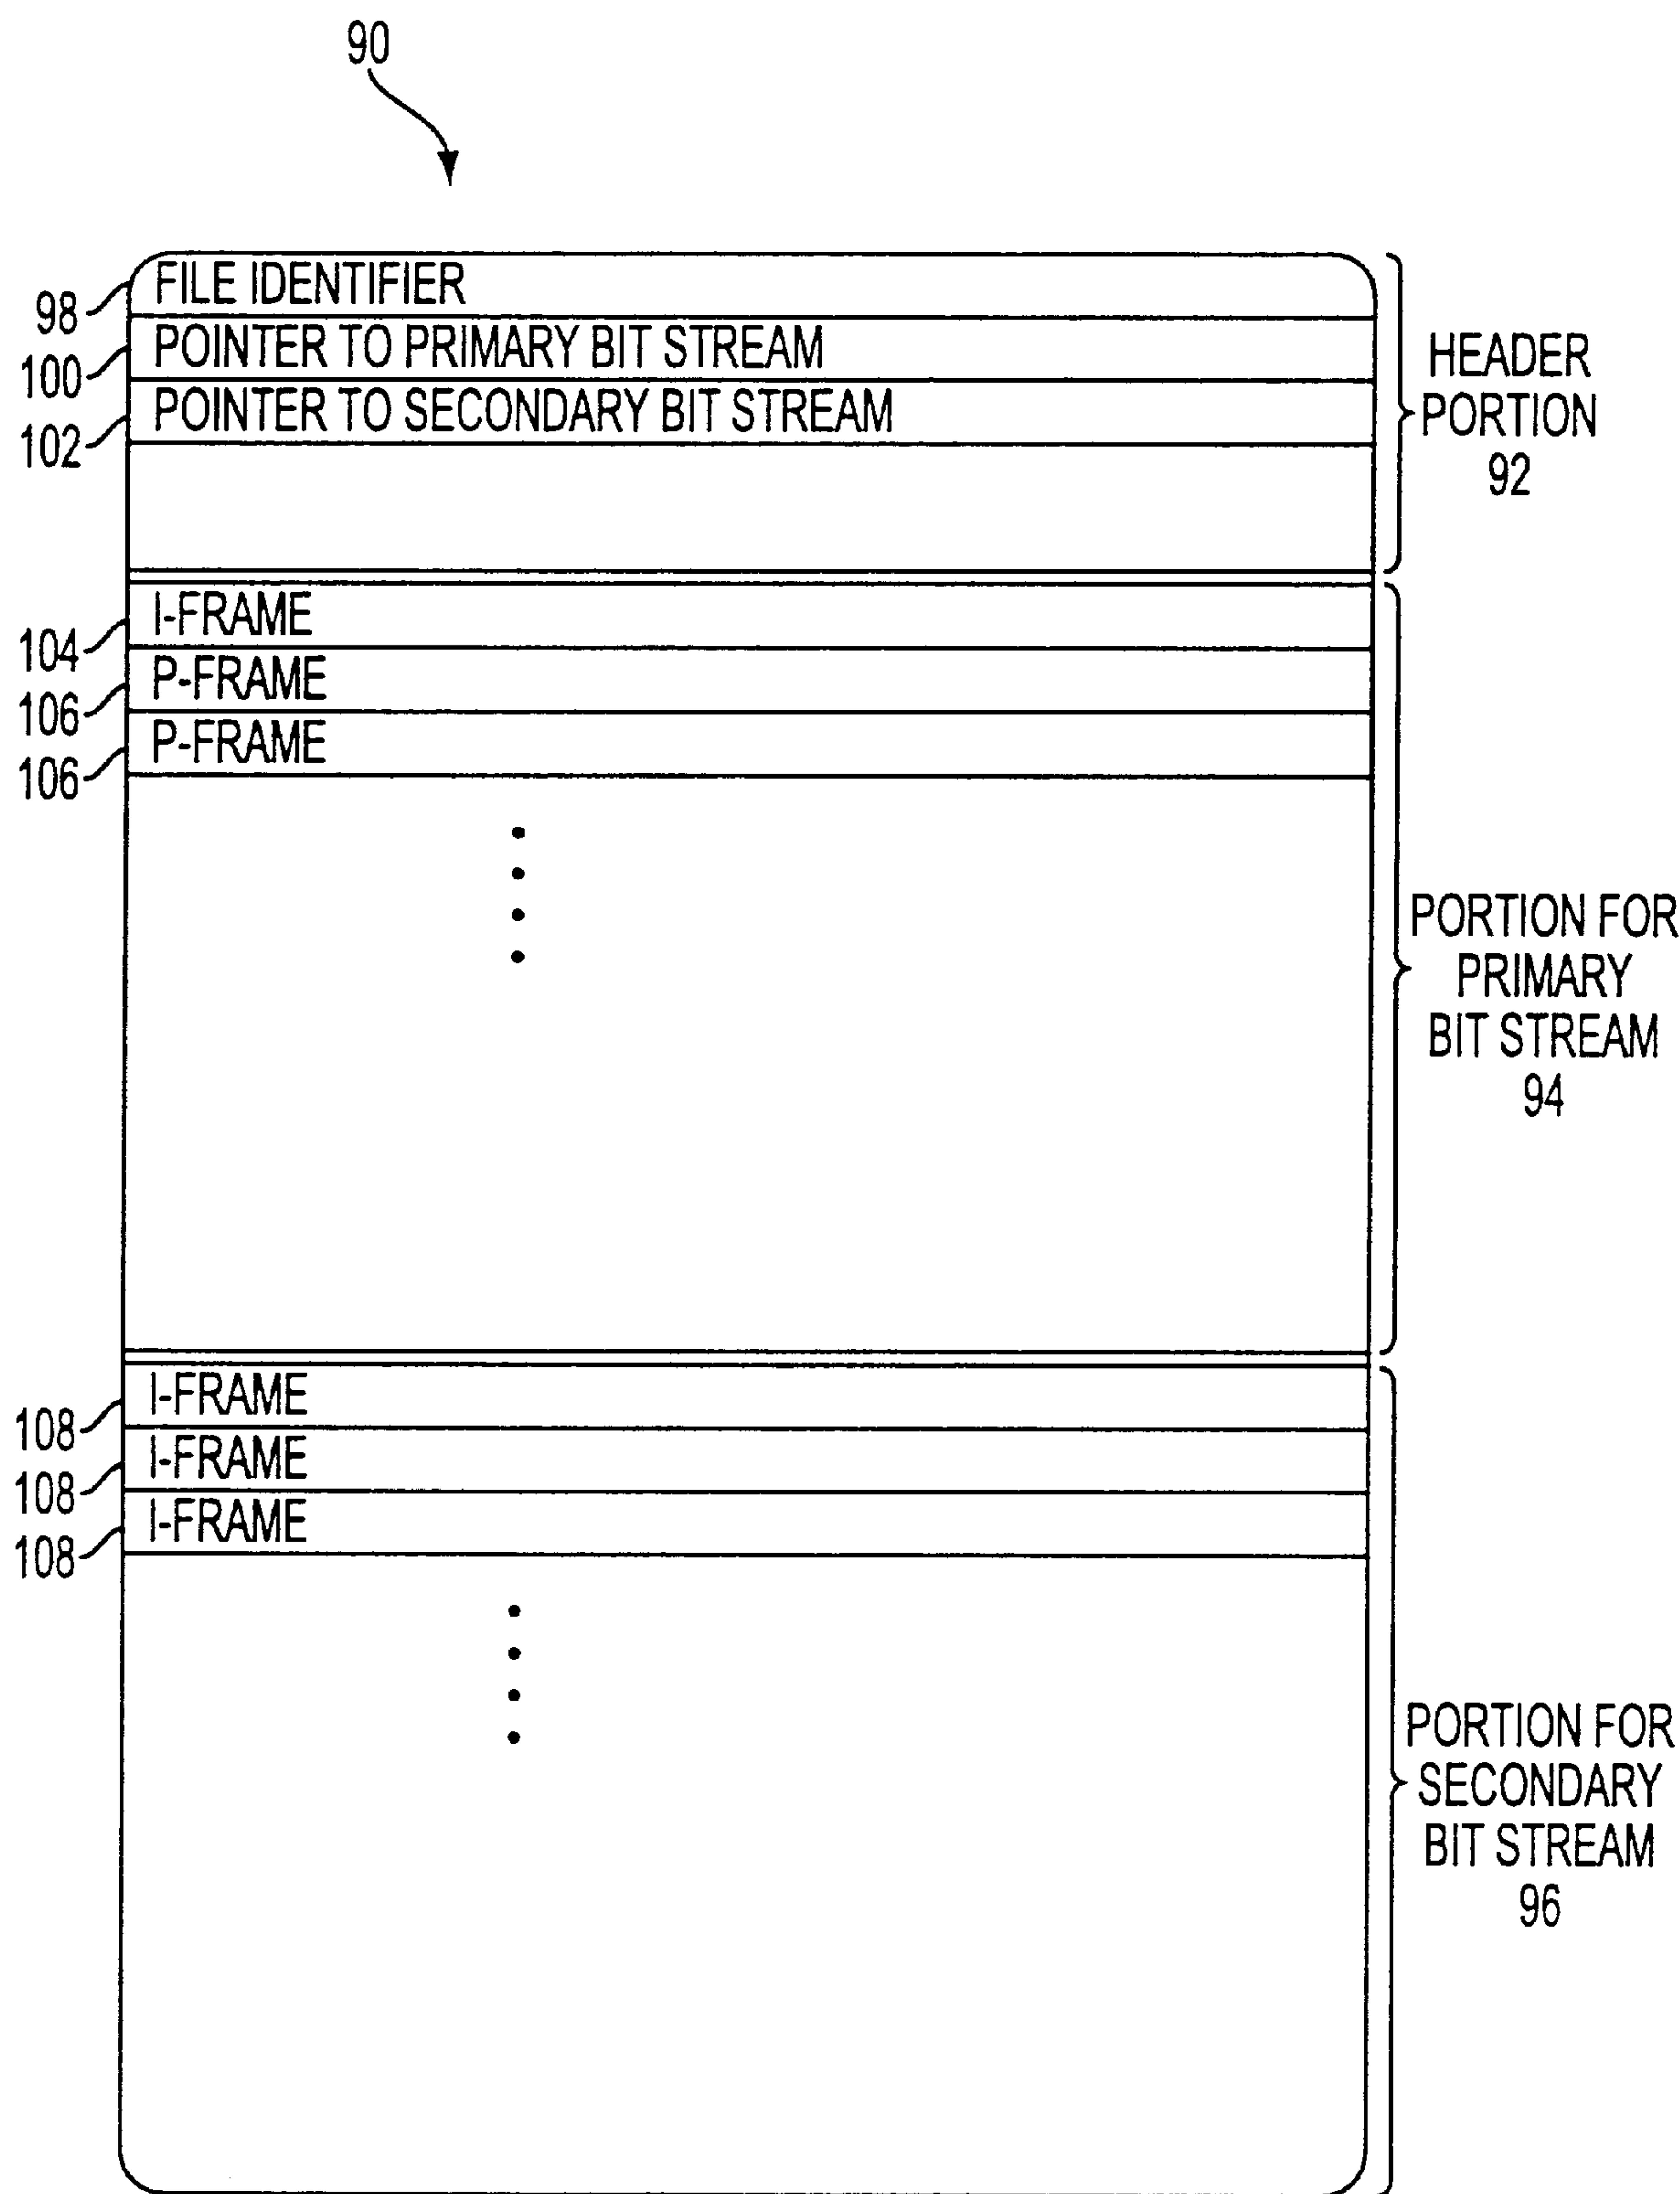 90
98 FILE IDENTIFIER
100 POINTER TO PRIMARY BIT STREAM
102 POINTER TO SECONDARY BIT STREAM
HEADER
PORTION
92
104 I-FRAME
106 P-FRAME
106 P-FRAME
PORTION FOR
PRIMARY
BIT STREAM
94
108 I-FRAME
108 I-FRAME
108 I-FRAME
PORTION FOR
SECONDARY
BIT STREAM
96